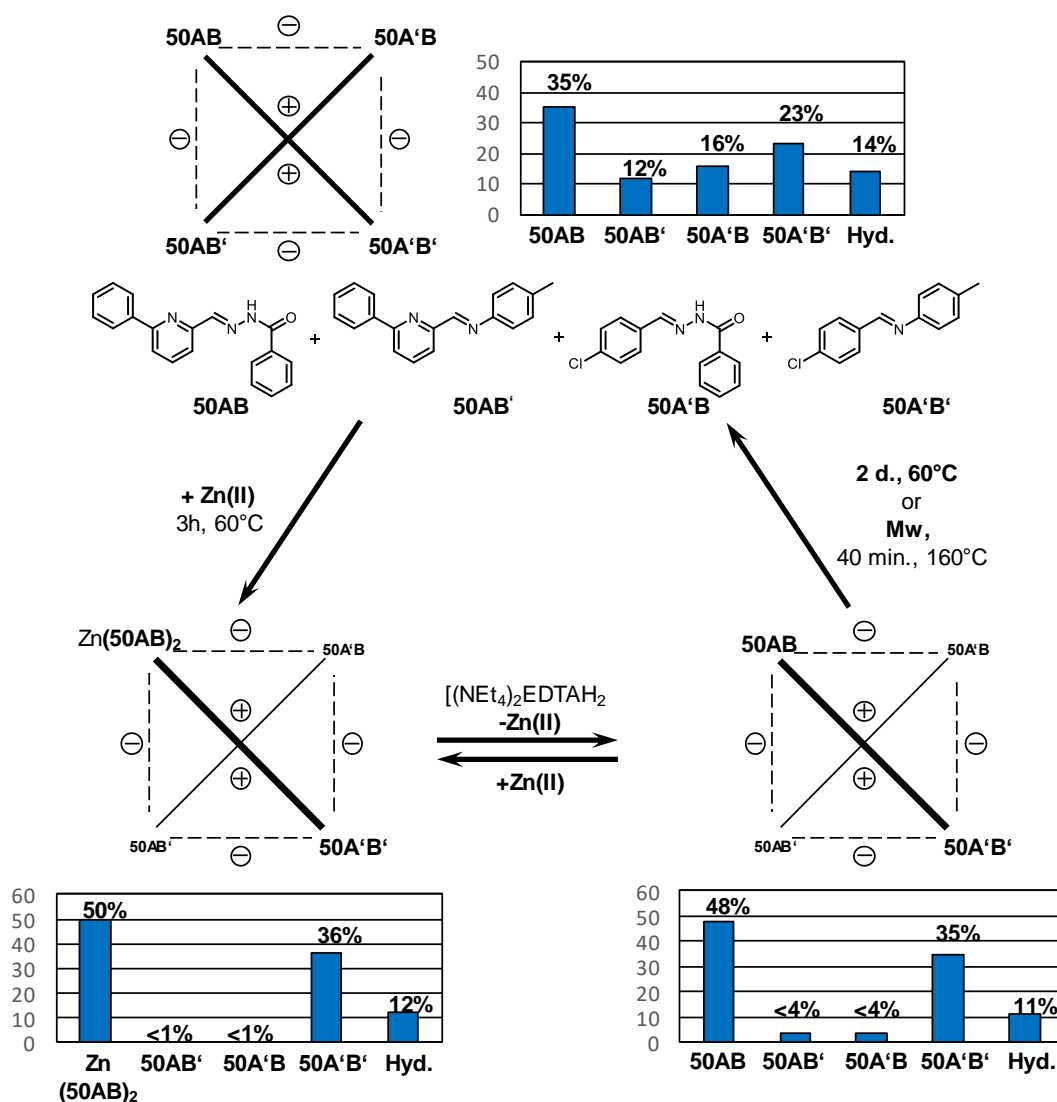 50AB
⊖
50A‘B
⊖
⊕
⊕
⊖
50AB‘
⊖
50A‘B‘
50
40
30
20
10
0
35%
12%
16%
23%
14%
50AB
50AB‘
50A‘B
50A‘B‘
Hyd.
N
N
H
N
O
+
N
N
+
Cl
N
H
N
O
+
Cl
N
50AB
50AB‘
50A‘B
50A‘B‘
+ Zn(II)
3h, 60°C
2 d., 60°C
or
Mw,
40 min., 160°C
Zn(50AB)₂
⊖
50A‘B
⊖
⊕
⊕
⊖
50AB‘
⊖
50A‘B‘
[(NEt₄)₂EDTAH₂
-Zn(II)
+Zn(II)
50AB
⊖
50A‘B
⊖
⊕
⊕
⊖
50AB‘
⊖
50A‘B‘
60
50
40
30
20
10
0
50%
<1%
<1%
36%
12%
Zn
(50AB)₂
50AB‘
50A‘B
50A‘B‘
Hyd.
60
50
40
30
20
10
0
48%
<4%
<4%
35%
11%
50AB
50AB‘
50A‘B
50A‘B‘
Hyd.